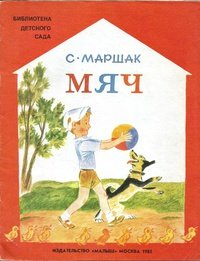 БИБЛИОТЕКА
ДЕТСКОГО
САДА
С·МАРШАК
МЯЧ
ИЗДАТЕЛЬСТВО «МАЛЫШ» МОСКВА 1983